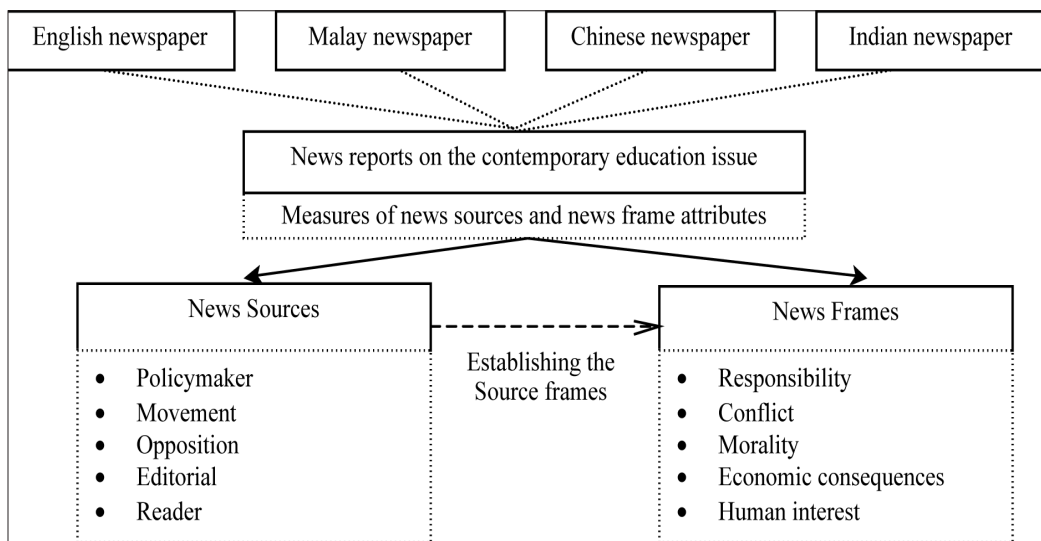 English newspaper
Malay newspaper
Chinese newspaper
Indian newspaper
News reports on the contemporary education issue
Measures of news sources and news frame attributes
News Sources
• Policymaker
• Movement
• Opposition
• Editorial
• Reader
Establishing the
Source frames
News Frames
• Responsibility
• Conflict
• Morality
• Economic consequences
• Human interest